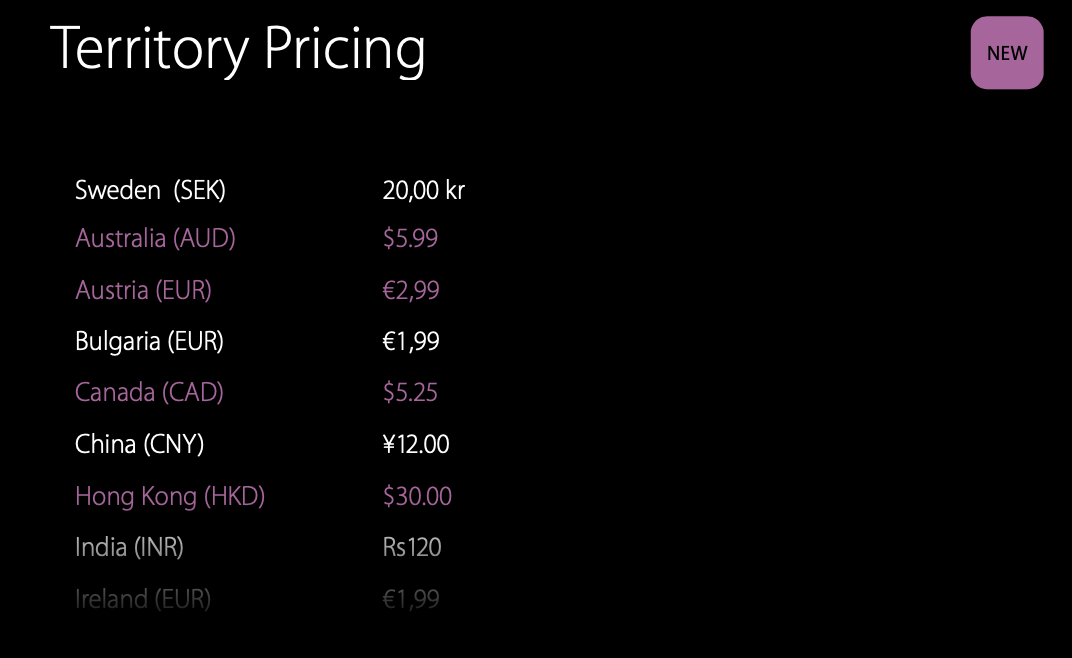 Territory Pricing
NEW
Sweden (SEK) 20,00 kr
Australia (AUD) $5.99
Austria (EUR) €2,99
Bulgaria (EUR) €1,99
Canada (CAD) $5.25
China (CNY) ¥12.00
Hong Kong (HKD) $30.00
India (INR) Rs120
Ireland (EUR) €1,99